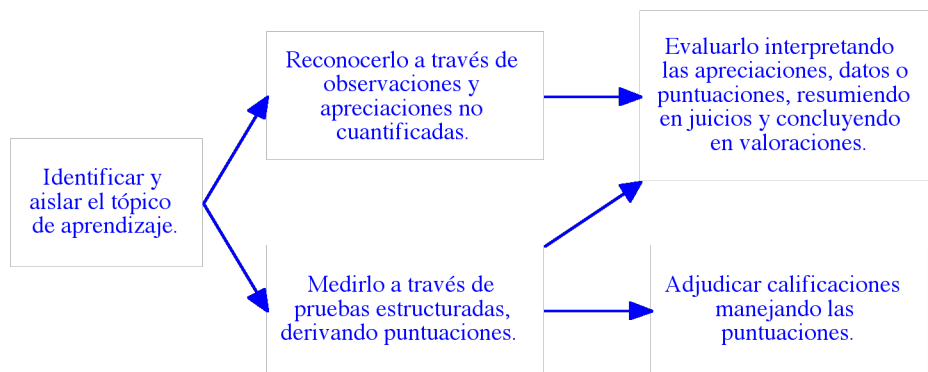 Identificar y
aislar el tópico
de aprendizaje.
Reconocerlo a través de
observaciones y
apreciaciones no
cuantificadas.
Evaluarlo interpretando
las apreciaciones, datos o
puntuaciones, resumiendo
en juicios y concluyendo
en valoraciones.
Medirlo a través de
pruebas estructuradas,
derivando puntuaciones.
Adjudicar calificaciones
manejando las
puntuaciones.